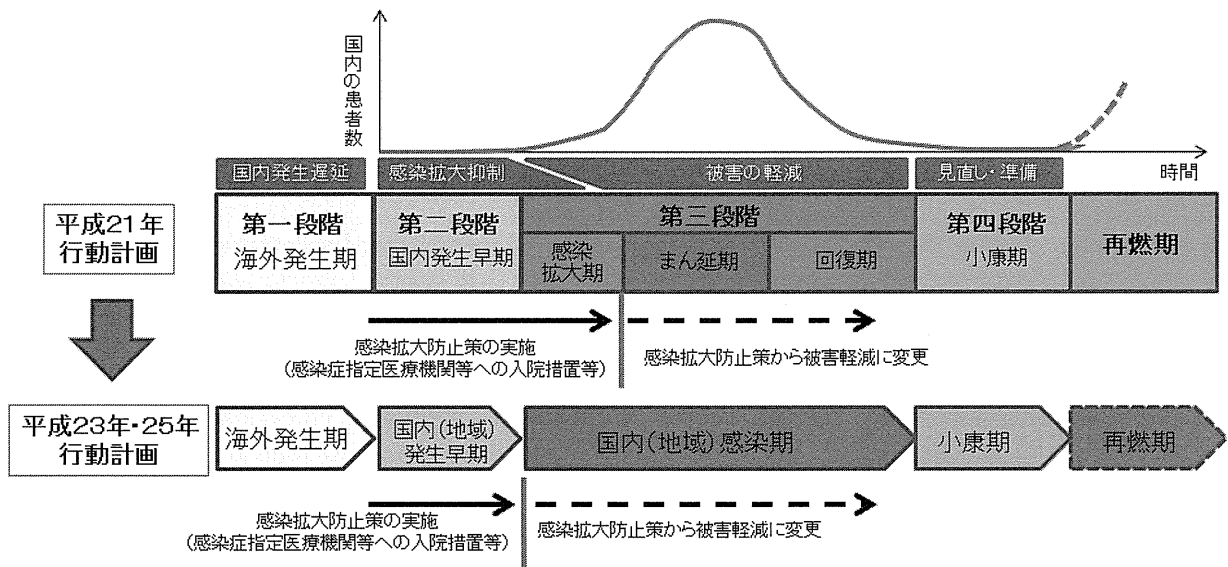 国内の患者数
時間
国内発生遅延
感染拡大抑制
被害の軽減
見直し・準備
平成21年
行動計画
第一段階
海外発生期
第二段階
国内発生早期
第三段階
感染
拡大期
まん延期
回復期
第四段階
小康期
再燃期
感染拡大防止策の実施
(感染症指定医療機関等への入院措置等)
感染拡大防止策から被害軽減に変更
平成23年・25年
行動計画
海外発生期
国内(地域)
発生早期
国内(地域)感染期
小康期
再燃期
感染拡大防止策の実施
(感染症指定医療機関等への入院措置等)
感染拡大防止策から被害軽減に変更